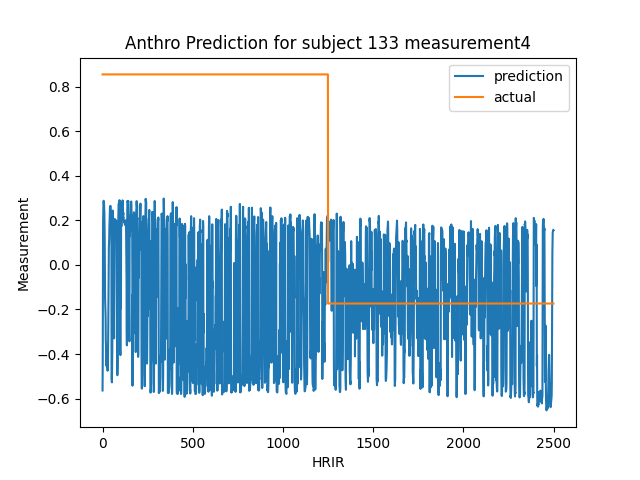 Anthro Prediction for subject 133 measurement4
prediction
actual
Measurement
0.8
0.6
0.4
0.2
0.0
−0.2
−0.4
−0.6
0 500 1000 1500 2000 2500
HRIR